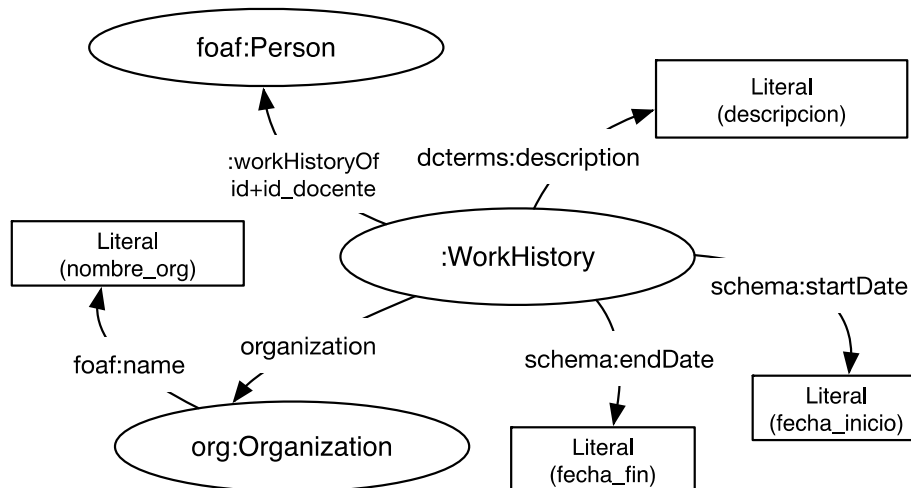 foaf:Person
Literal
(descripcion)
:workHistoryOf
id+id_docente
dcterms:description
Literal
(nombre_org)
:WorkHistory
schema:startDate
organization
foaf:name
schema:endDate
Literal
(fecha_inicio)
org:Organization
Literal
(fecha_fin)